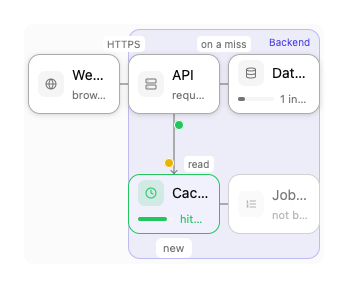 HTTPS
on a miss
Backend
We...
brow...
API
requ...
Dat...
1 in...
read
Cac...
hit...
Job...
not b...
new